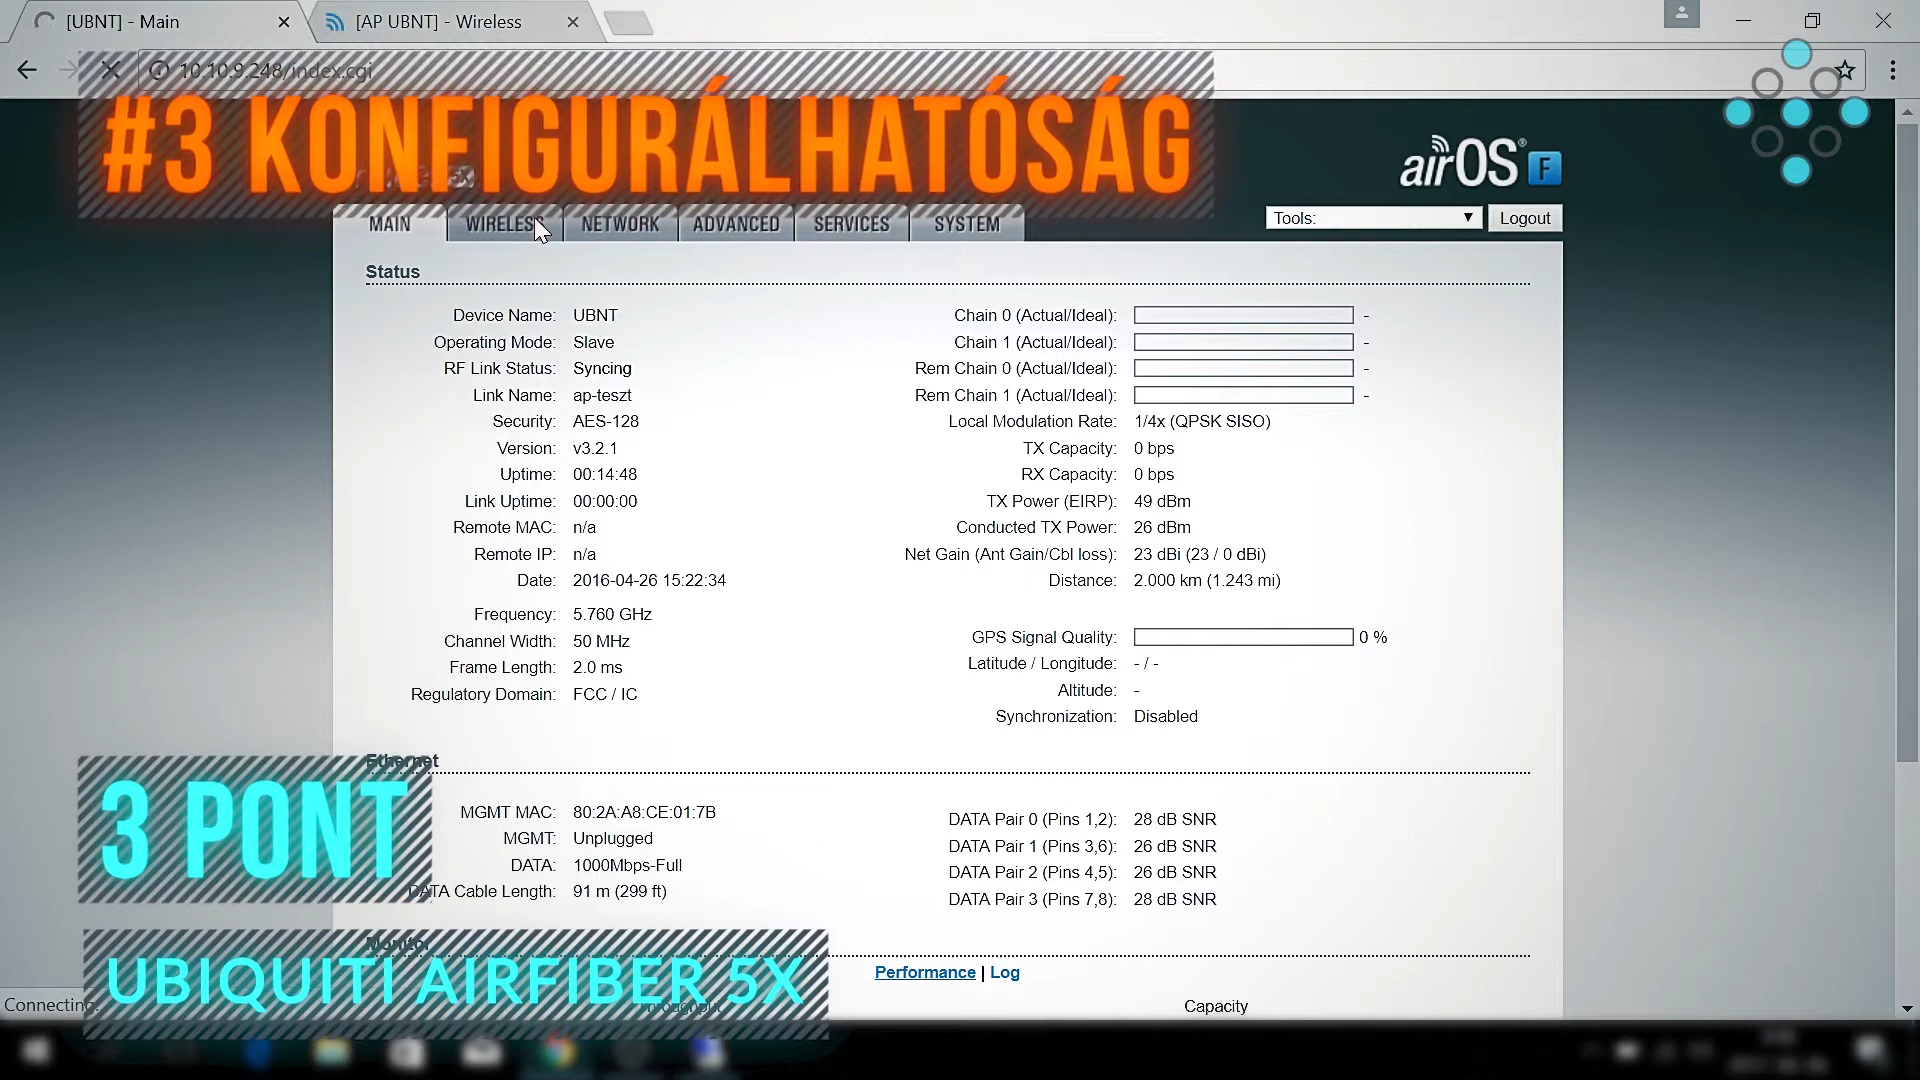 [UBNT] - Main
[AP UBNT] - Wireless
10.10.9.248/index.cgi
#3 KONFIGURÁLHATÓSÁG
airOS® F
MAIN WIRELESS NETWORK ADVANCED SERVICES SYSTEM
Tools: Logout
Status
Device Name: UBNT
Operating Mode: Slave
RF Link Status: Syncing
Link Name: ap-teszt
Security: AES-128
Version: v3.2.1
Uptime: 00:14:48
Link Uptime: 00:00:00
Remote MAC: n/a
Remote IP: n/a
Date: 2016-04-26 15:22:34
Frequency: 5.760 GHz
Channel Width: 50 MHz
Frame Length: 2.0 ms
Regulatory Domain: FCC / IC
Chain 0 (Actual/Ideal): -
Chain 1 (Actual/Ideal): -
Rem Chain 0 (Actual/Ideal): -
Rem Chain 1 (Actual/Ideal): -
Local Modulation Rate: 1/4x (QPSK SISO)
TX Capacity: 0 bps
RX Capacity: 0 bps
TX Power (EIRP): 49 dBm
Conducted TX Power: 26 dBm
Net Gain (Ant Gain/Cbl loss): 23 dBi (23 / 0 dBi)
Distance: 2.000 km (1.243 mi)
GPS Signal Quality: 0 %
Latitude / Longitude: - / -
Altitude: -
Synchronization: Disabled
Ethernet
3 PONT
MGMT MAC: 80:2A:A8:CE:01:7B
MGMT: Unplugged
DATA: 1000Mbps-Full
DATA Cable Length: 91 m (299 ft)
DATA Pair 0 (Pins 1,2): 28 dB SNR
DATA Pair 1 (Pins 3,6): 26 dB SNR
DATA Pair 2 (Pins 4,5): 26 dB SNR
DATA Pair 3 (Pins 7,8): 28 dB SNR
Monitor
UBIQUITI AIRFIBER 5X
Performance | Log
Connecting
Throughput
Capacity